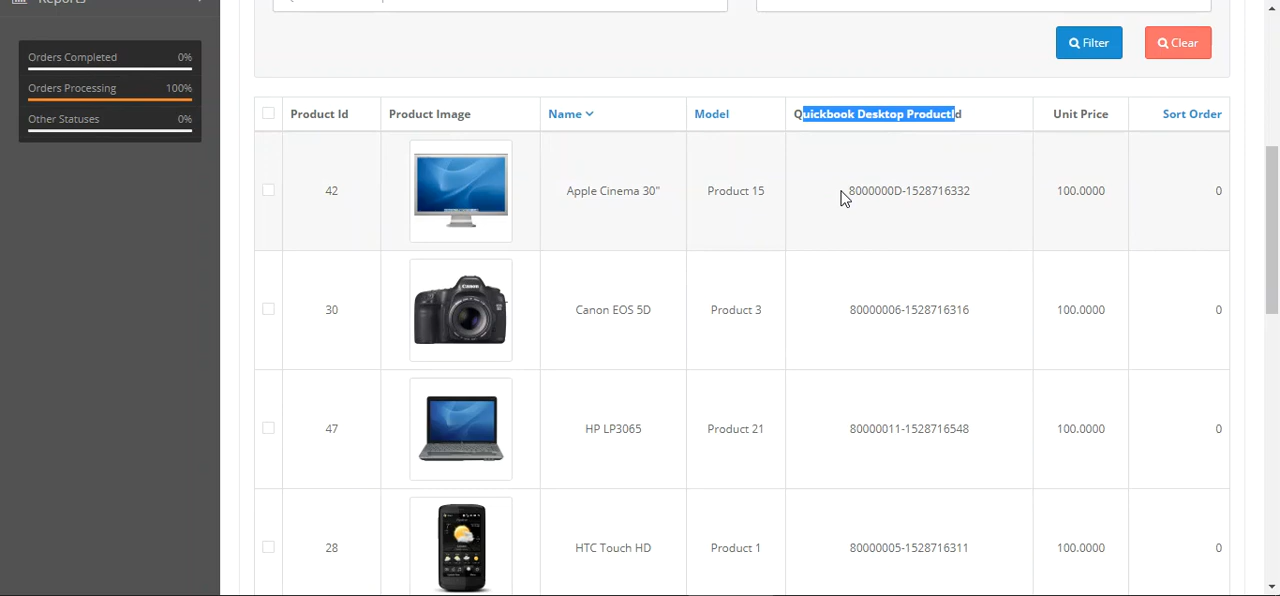 Reports
Orders Completed 0%
Orders Processing 100%
Other Statuses 0%
Filter Clear
Product Id Product Image Name Model Quickbook Desktop ProductId Unit Price Sort Order
42 Apple Cinema 30" Product 15 8000000D-1528716332 100.0000 0
30 Canon EOS 5D Product 3 80000006-1528716316 100.0000 0
47 HP LP3065 Product 21 80000011-1528716548 100.0000 0
28 HTC Touch HD Product 1 80000005-1528716311 100.0000 0